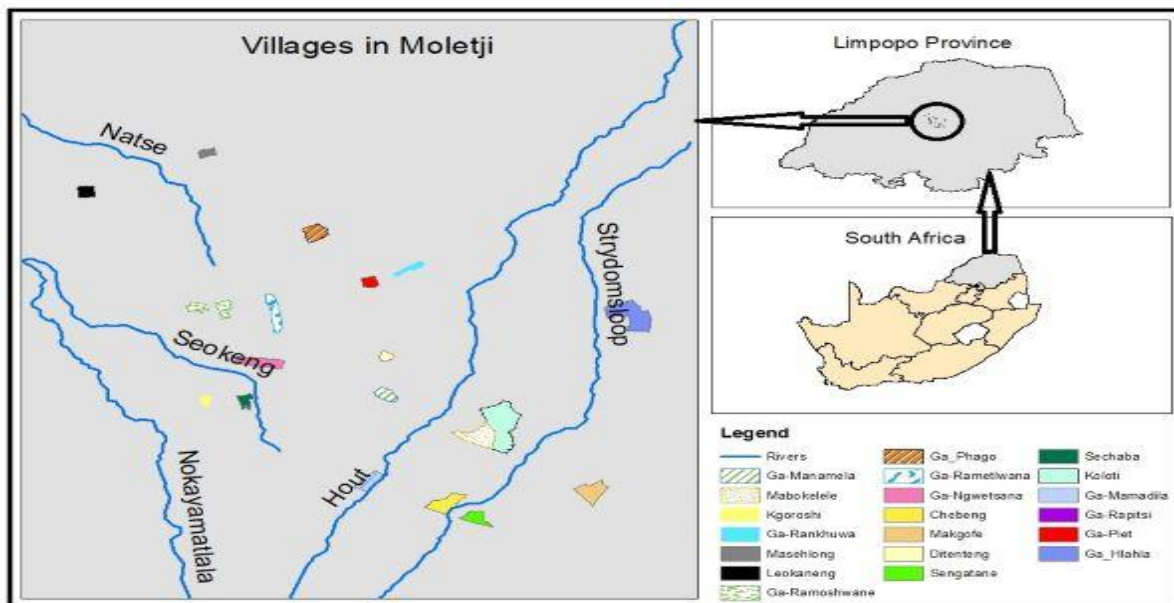 Villages in Moletji
Natse
Seokeng
Nokayamatlala
Hout
Strydomsloop
Limpopo Province
South Africa
Legend
Rivers
Ga-Manamela
Mabokelele
Kgoroshi
Ga-Rankhuwa
Masehlong
Leokaneng
Ga-Ramoshwane
Ga_Phago
Ga-Rametlwana
Ga-Ngwetsana
Chebeng
Makgofe
Ditenteng
Sengatane
Sechaba
Koloti
Ga-Mamadila
Ga-Rapitsi
Ga-Piet
Ga_Hlahla